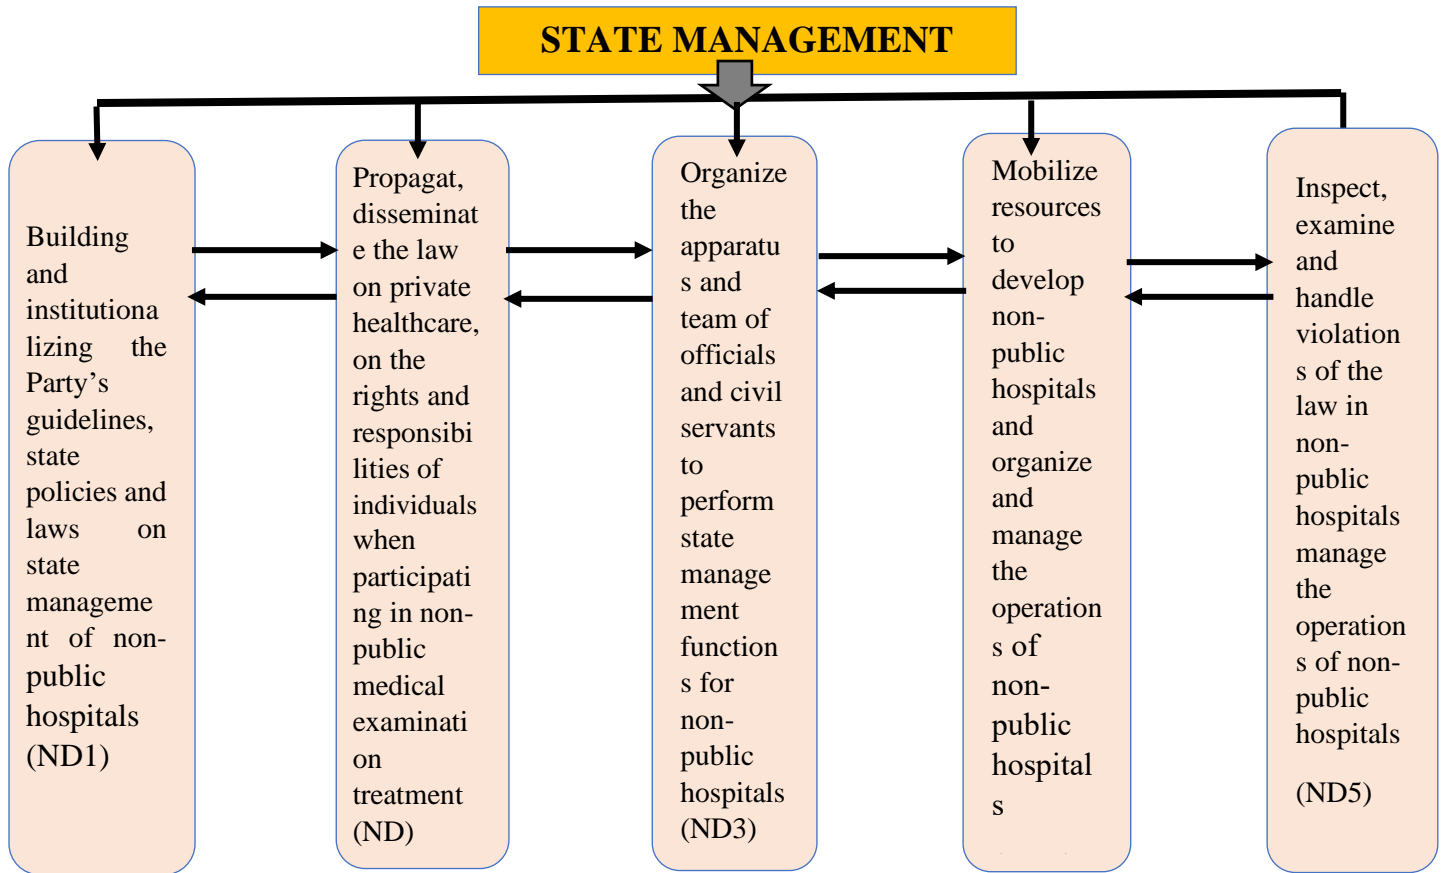 STATE MANAGEMENT
Building
and
institutiona
lizing the
Party's
guidelines,
state
policies and
laws on
state
manageme
nt of non-
public
hospitals
(ND1)
Propagat,
disseminat
e the law
on private
healthcare,
on the
rights and
responsibi
lities of
individuals
when
participati
ng in non-
public
medical
examinati
on
treatment
(ND)
Organize
the
apparatu
s and
team of
officials
and civil
servants
to
perform
state
manage
ment
function
s for
non-
public
hospitals
(ND3)
Mobilize
resources
to
develop
non-
public
hospitals
and
organize
and
manage
the
operation
s of
non-
public
hospital
s
Inspect,
examine
and
handle
violation
s of the
law in
non-
public
hospitals
manage
the
operation
s of non-
public
hospitals
(ND5)